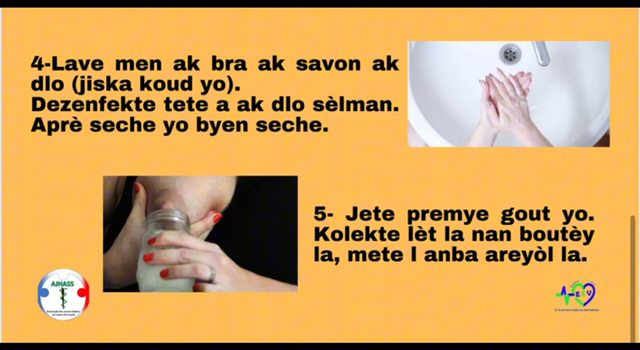 4-Lave men ak bra ak savon ak
dlo (jiska koud yo).
Dezenfekte tete a ak dlo sèlman.
Aprè seche yo byen seche.
5- Jete premye gout yo.
Kolekte lèt la nan boutèy
la, mete l anba areyòl la.
AJHASS